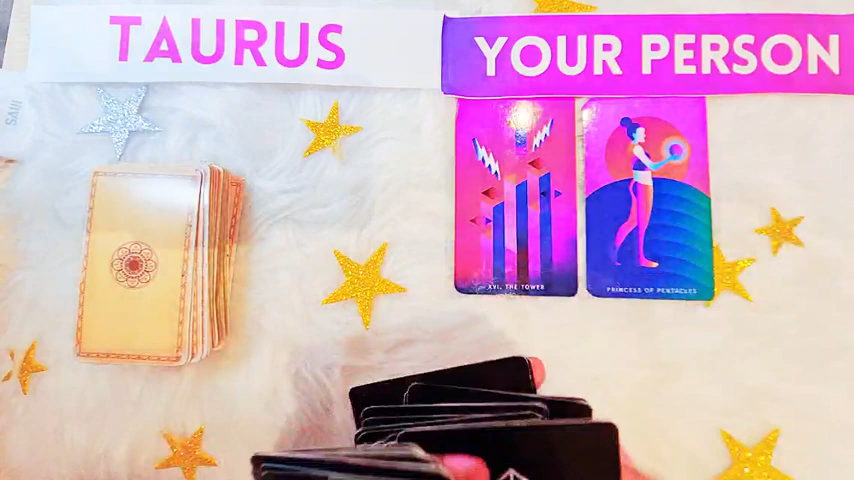 TAURUS
YOUR PERSON
XVI. THE TOWER
PRINCESS OF PENTACLES